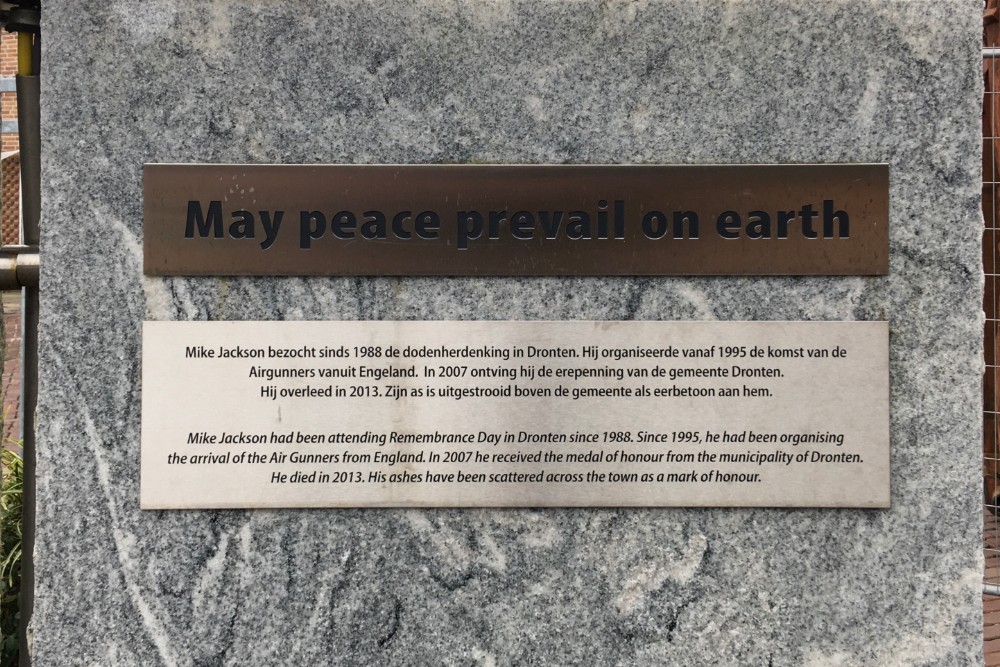 May peace prevail on earth
Mike Jackson bezocht sinds 1988 de dodenherdenking in Dronten. Hij organiseerde vanaf 1995 de komst van de
Airgunners vanuit Engeland. In 2007 ontving hij de erepenning van de gemeente Dronten.
Hij overleed in 2013. Zijn as is uitgestrooid boven de gemeente als eerbetoon aan hem.
Mike Jackson had been attending Remembrance Day in Dronten since 1988. Since 1995, he had been organising
the arrival of the Air Gunners from England. In 2007 he received the medal of honour from the municipality of Dronten.
He died in 2013. His ashes have been scattered across the town as a mark of honour.